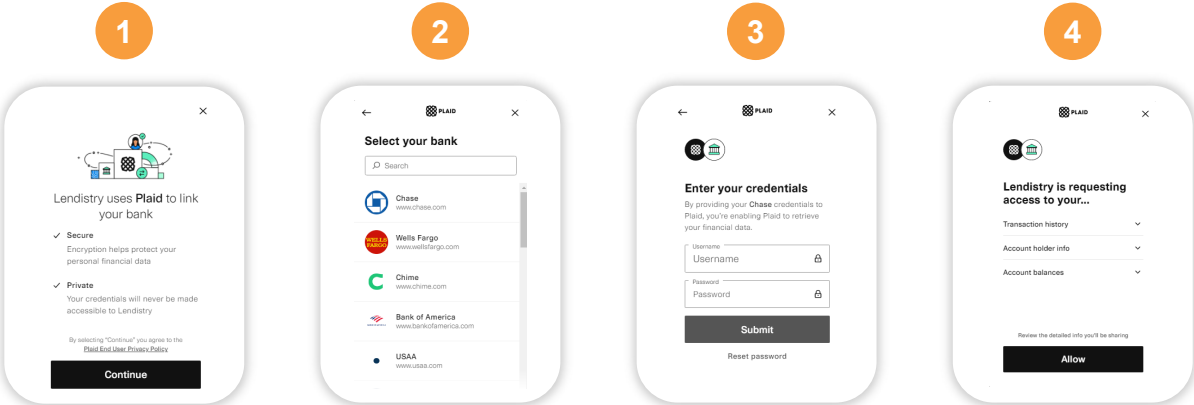 1
2
3
4
Lendistry uses Plaid to link
your bank
Secure
Encryption helps protect your
personal financial data
Private
Your credentials will never be made
accessible to Lendistry
By selecting "Continue" you agree to the
Plaid End User Privacy Policy
Continue
PLAID
Select your bank
Search
Chase
www.chase.com
WELLS
FARGO
Wells Fargo
www.wellsfargo.com
Chime
www.chime.com
Bank of America
www.bankofamerica.com
USAA
www.usaa.com
PLAID
Enter your credentials
By providing your Chase credentials to
Plaid, you're enabling Plaid to retrieve
your financial data.
Username
Username
Password
Password
Submit
Reset password
PLAID
Lendistry is requesting
access to your...
Transaction history
Account holder info
Account balances
Review the detailed info you'll be sharing
Allow